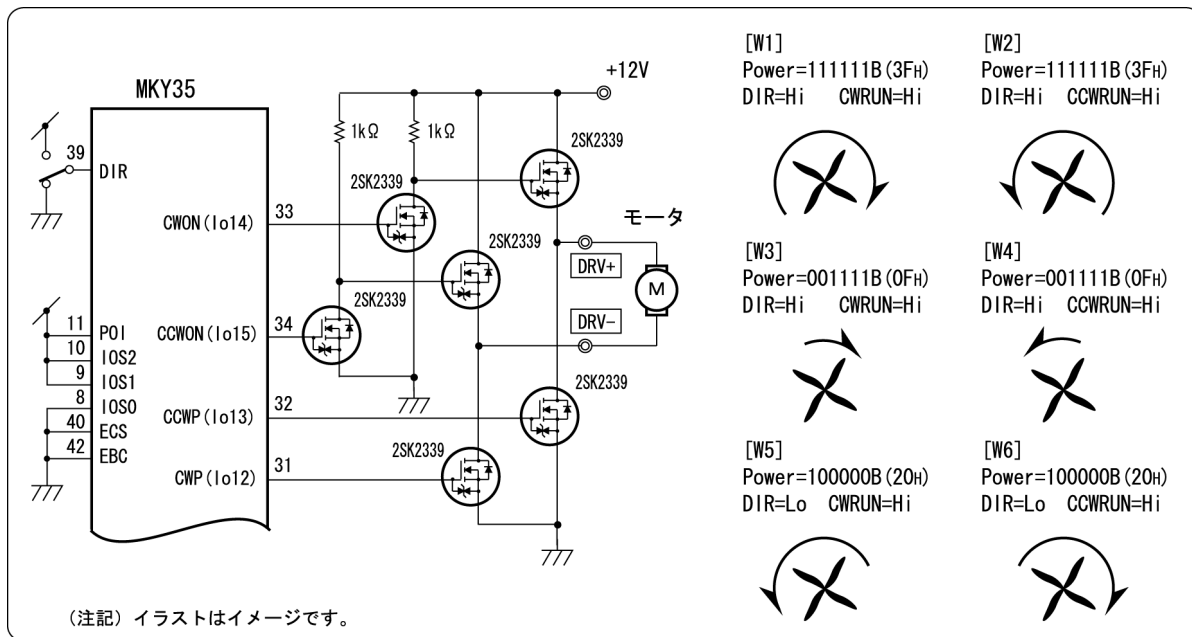 MKY35
39
DIR
CWON(Io14)
33
CCWON(Io15)
34
11
POI
10
IOS2
9
IOS1
8
IOS0
40
ECS
42
EBC
CCWP(Io13)
32
CWP(Io12)
31
+12V
1kΩ
1kΩ
2SK2339
2SK2339
2SK2339
2SK2339
2SK2339
2SK2339
モータ
DRV+
M
DRV−
(注記)イラストはイメージです。
[W1]
Power=111111B(3FH)
DIR=Hi CWRUN=Hi
[W2]
Power=111111B(3FH)
DIR=Hi CCWRUN=Hi
[W3]
Power=001111B(0FH)
DIR=Hi CWRUN=Hi
[W4]
Power=001111B(0FH)
DIR=Hi CCWRUN=Hi
[W5]
Power=100000B(20H)
DIR=Lo CWRUN=Hi
[W6]
Power=100000B(20H)
DIR=Lo CCWRUN=Hi